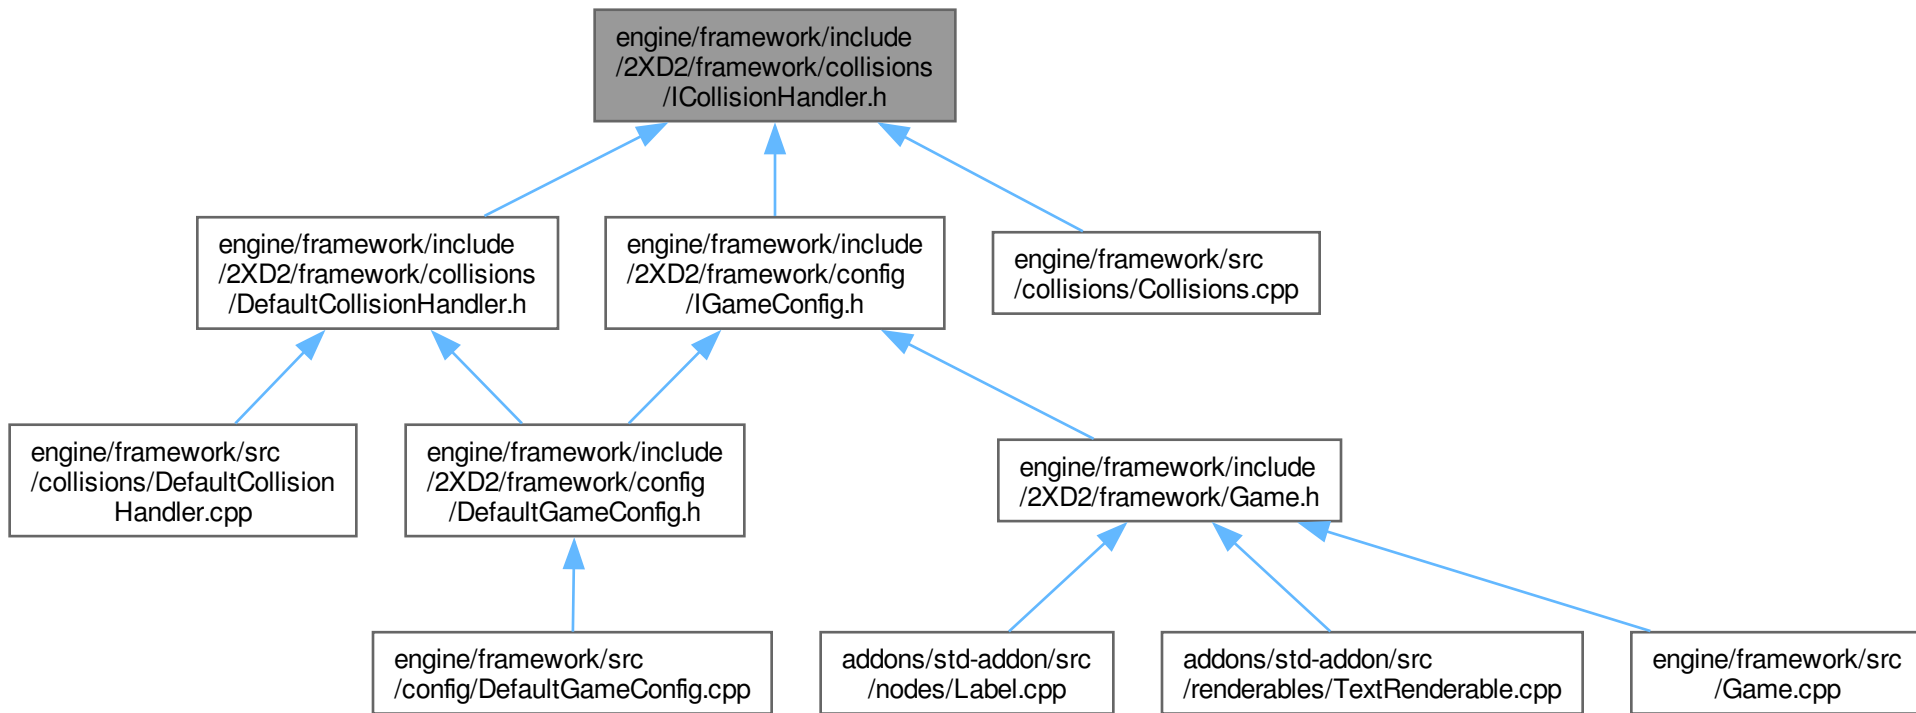 engine/framework/include
/2XD2/framework/collisions
/ICollisionHandler.h
engine/framework/include
/2XD2/framework/collisions
/DefaultCollisionHandler.h
engine/framework/include
/2XD2/framework/config
/IGameConfig.h
engine/framework/src
/collisions/Collisions.cpp
engine/framework/src
/collisions/DefaultCollision
Handler.cpp
engine/framework/include
/2XD2/framework/config
/DefaultGameConfig.h
engine/framework/include
/2XD2/framework/Game.h
engine/framework/src
/config/DefaultGameConfig.cpp
addons/std-addon/src
/nodes/Label.cpp
addons/std-addon/src
/renderables/TextRenderable.cpp
engine/framework/src
/Game.cpp